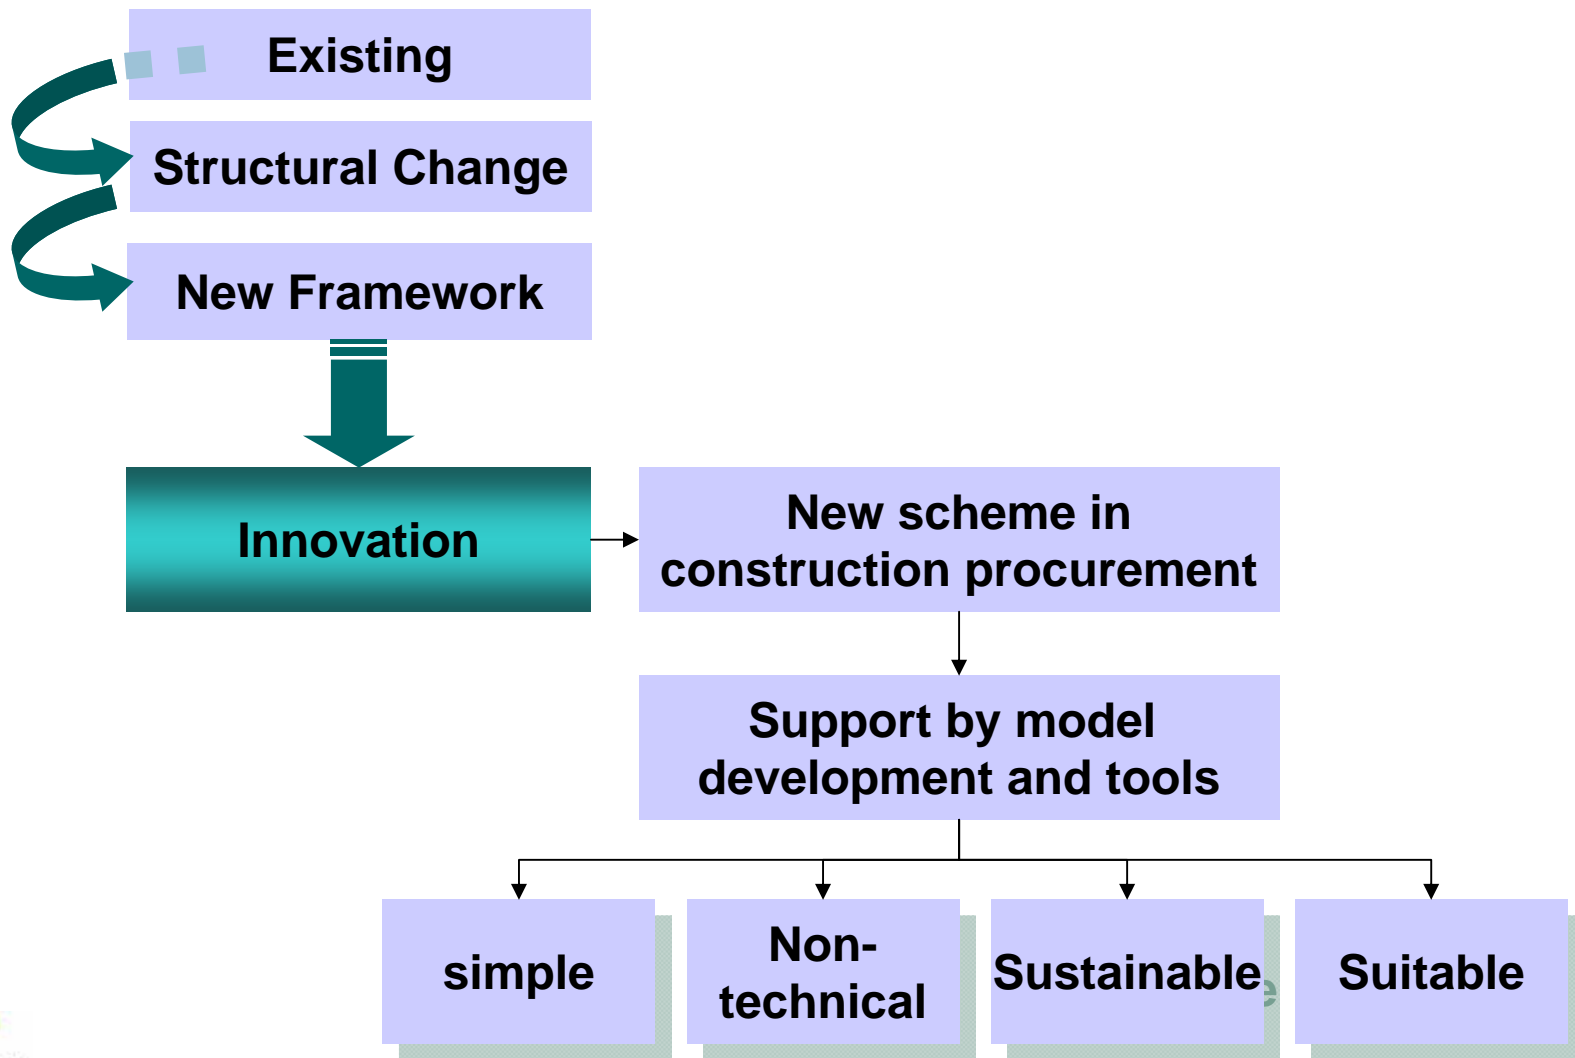 Existing
Structural Change
New Framework
Innovation
New scheme in
construction procurement
Support by model
development and tools
simple
Non-
technical
Sustainable
Suitable